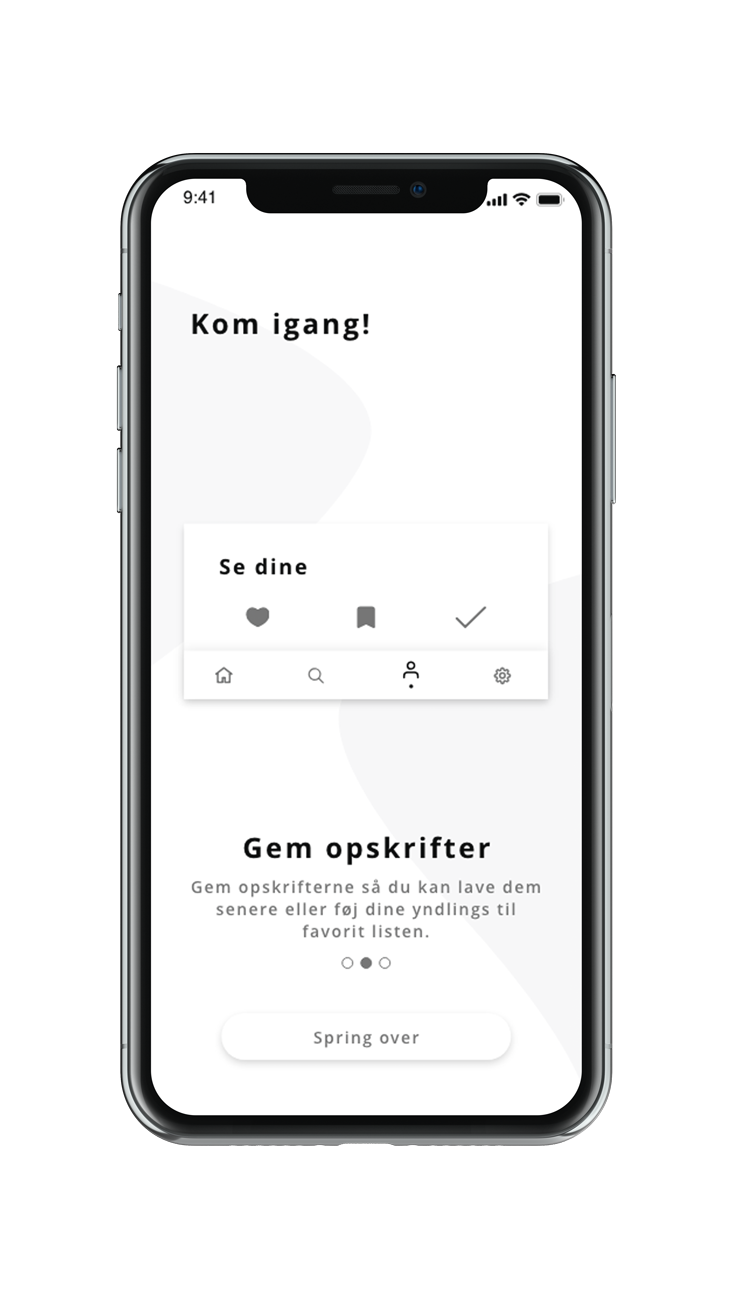 9:41
Kom igang!
Se dine
Gem opskrifter
Gem opskrifterne så du kan lave dem
senere eller føj dine yndlings til
favorit listen.
Spring over